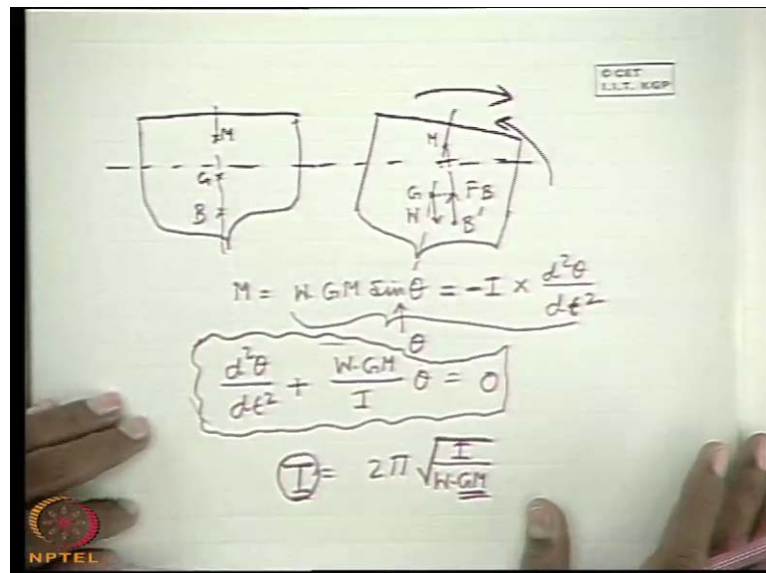 © CET
I.I.T. KGP
M
G
B
M
G
FB
W
B'
M = W GM sin θ = -I × d²θ/dt²
θ
d²θ/dt² + W·GM/I θ = 0
T = 2π √(I/W·GM)
NPTEL